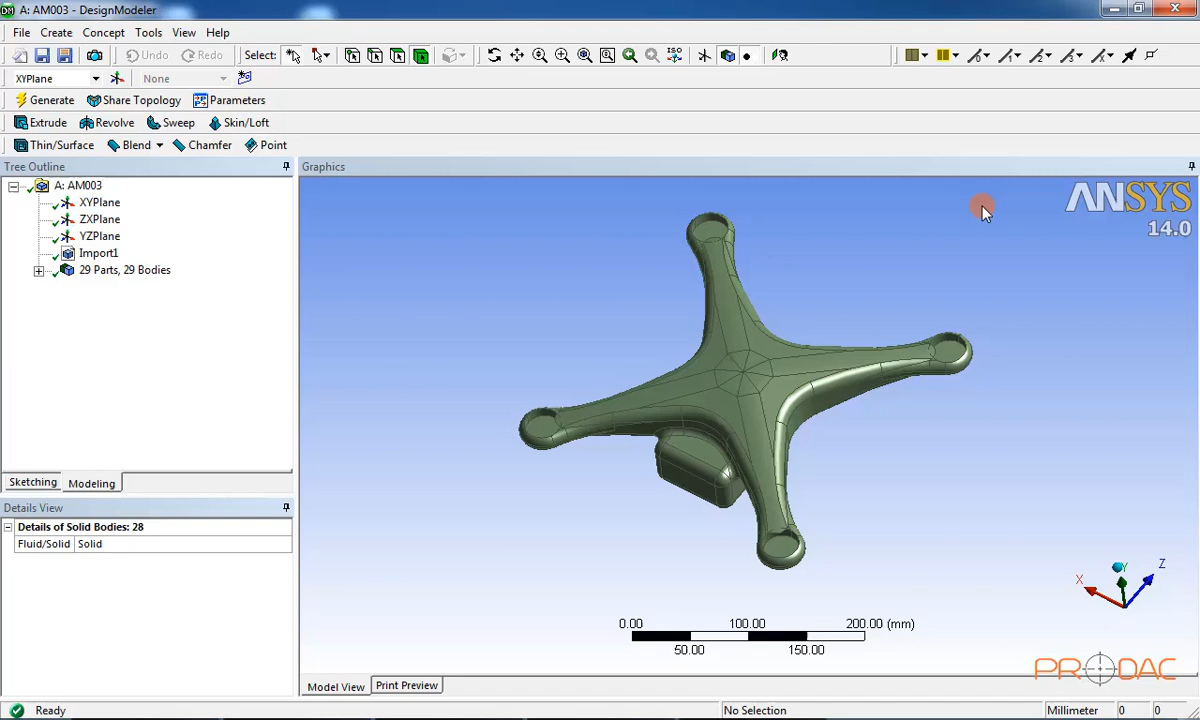 A: AM003 - DesignModeler
File Create Concept Tools View Help
Undo Redo Select:
XYPlane None
Generate Share Topology Parameters
Extrude Revolve Sweep Skin/Loft
Thin/Surface Blend Chamfer Point
Tree Outline
A: AM003
XYPlane
ZXPlane
YZPlane
Import1
29 Parts, 29 Bodies
Sketching Modeling
Details View
Details of Solid Bodies: 28
Fluid/Solid Solid
Graphics
ANSYS
14.0
X Y Z
0.00 100.00 200.00 (mm)
50.00 150.00
PRODAC
Model View Print Preview
Ready No Selection Millimeter 0 0